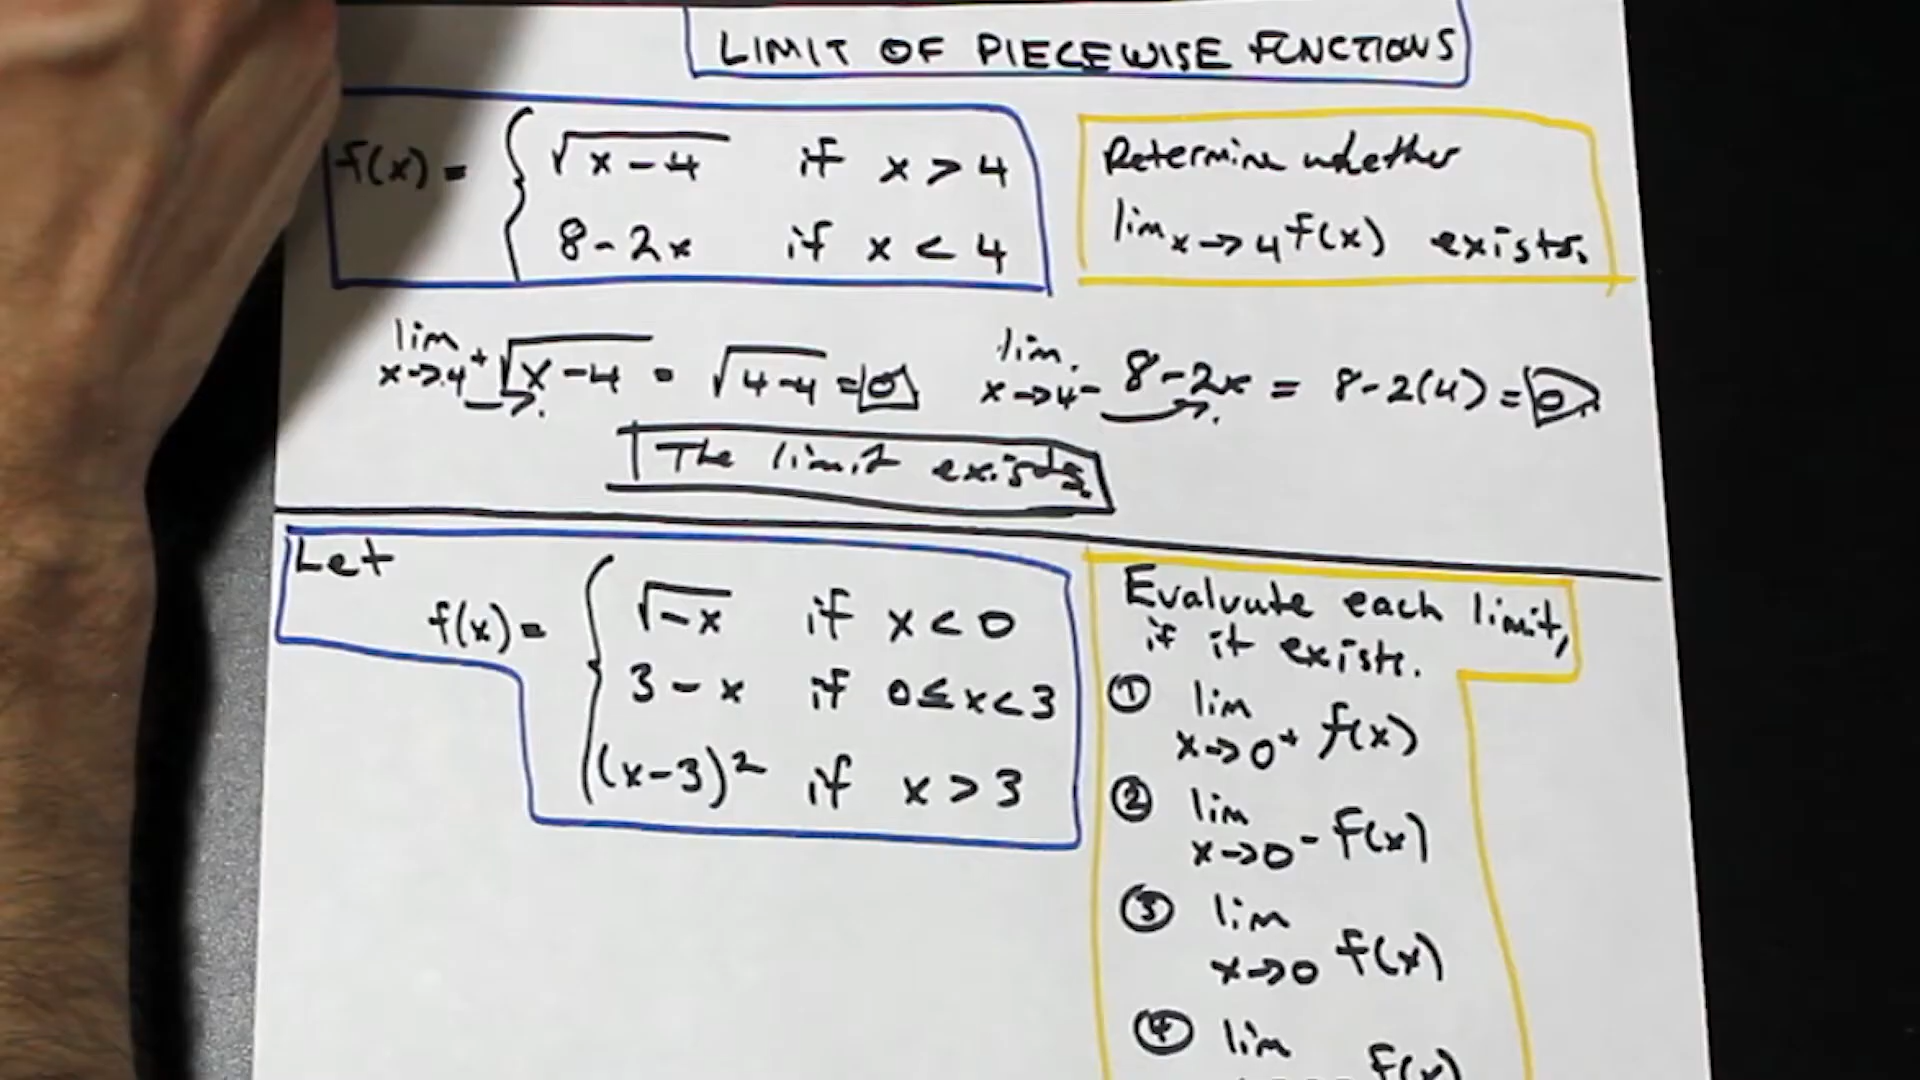 LIMIT OF PIECEWISE FUNCTIONS
f(x) = { √(x-4) if x > 4
8-2x if x < 4
Determine whether
lim x→4 f(x) exists.
lim x→4⁺ √(x-4) = √(4-4) = 0
lim x→4⁻ 8-2x = 8-2(4) = 0
The limit exists.
Let
f(x) = { √(-x) if x < 0
3-x if 0 ≤ x < 3
(x-3)² if x > 3
Evaluate each limit,
if it exists.
① lim x→0⁺ f(x)
② lim x→0⁻ f(x)
③ lim x→0 f(x)
④ lim f(x)